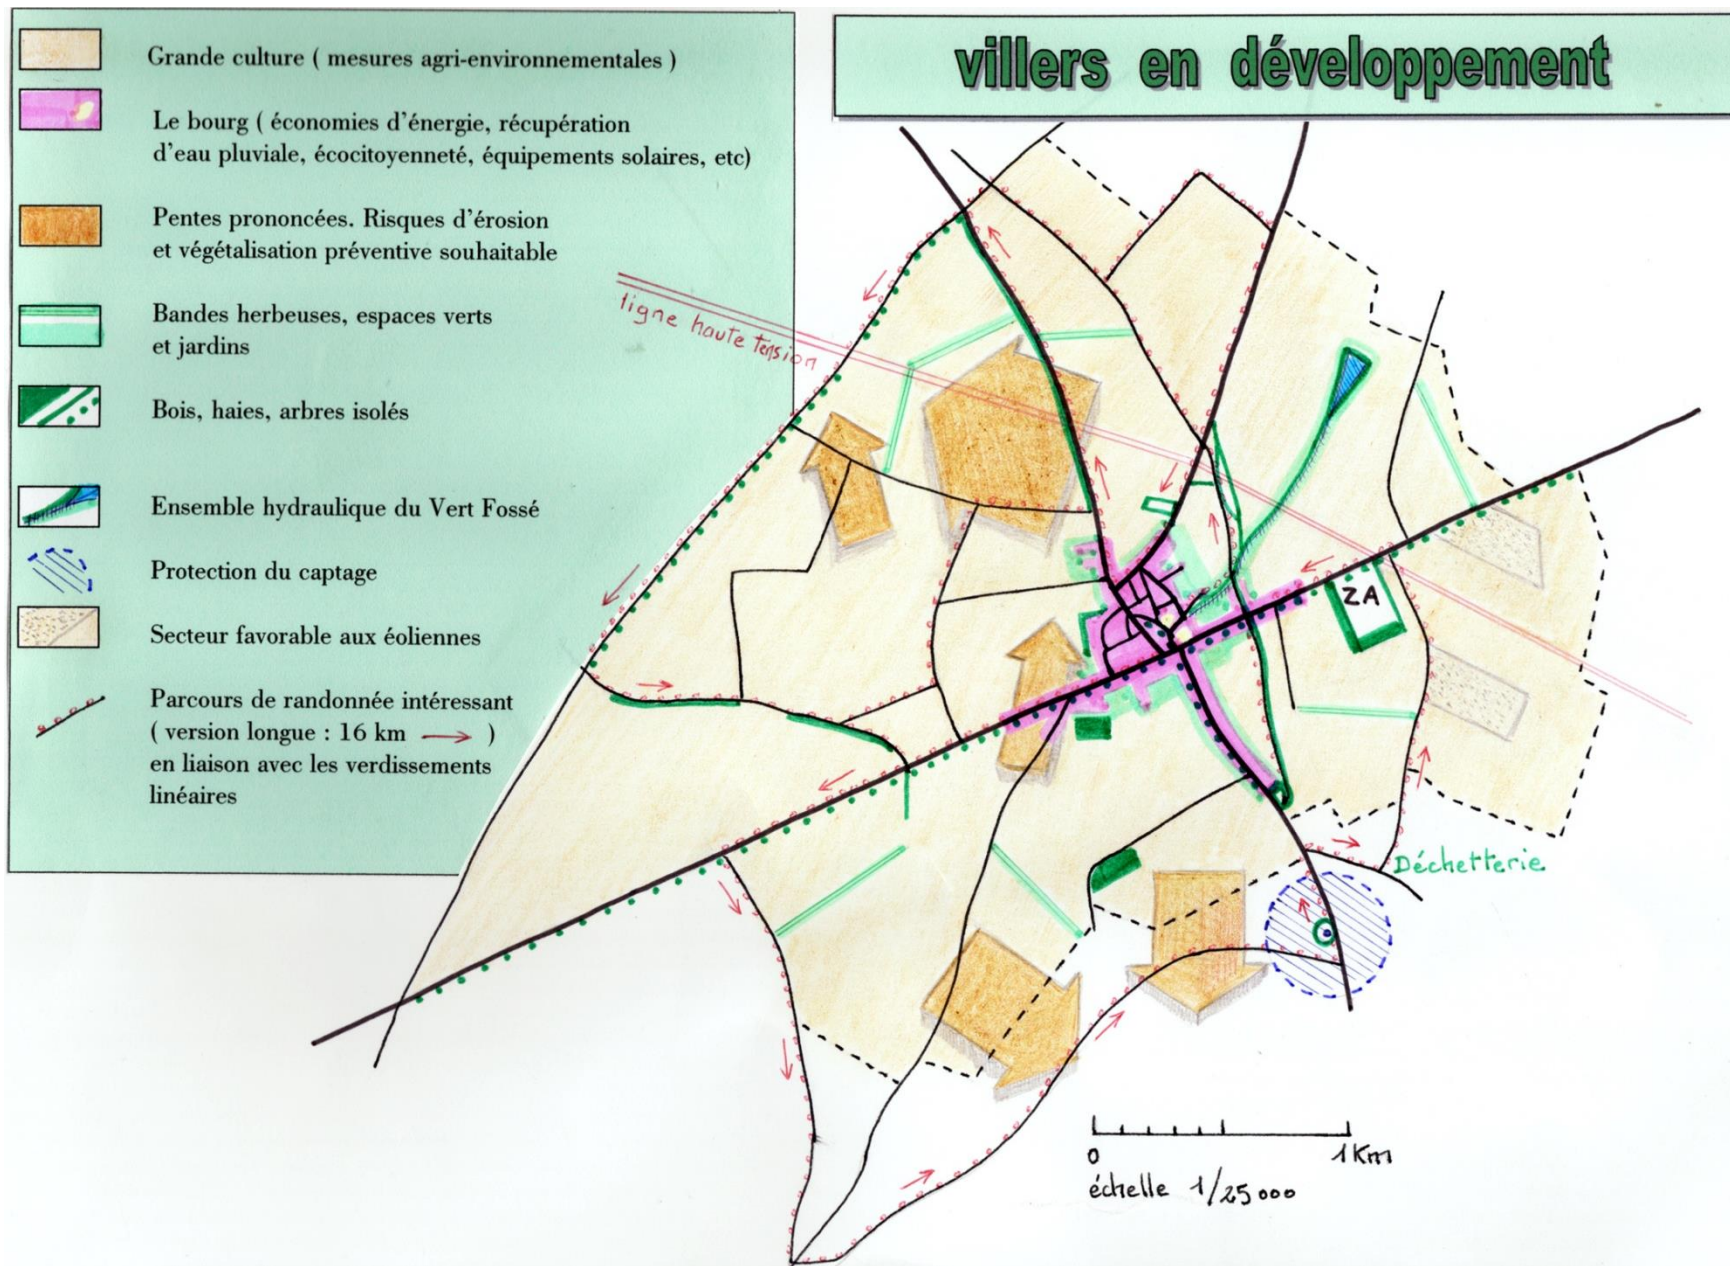 villers en développement
Grande culture ( mesures agri-environnementales )
Le bourg ( économies d'énergie, récupération
d'eau pluviale, écocitoyenneté, équipements solaires, etc)
Pentes prononcées. Risques d'érosion
et végétalisation préventive souhaitable
Bandes herbeuses, espaces verts
et jardins
Bois, haies, arbres isolés
Ensemble hydraulique du Vert Fossé
Protection du captage
Secteur favorable aux éoliennes
Parcours de randonnée intéressant
( version longue : 16 km → )
en liaison avec les verdissements
linéaires
ligne haute tension
ZA
Déchetterie
0 1 Km
échelle 1/25000